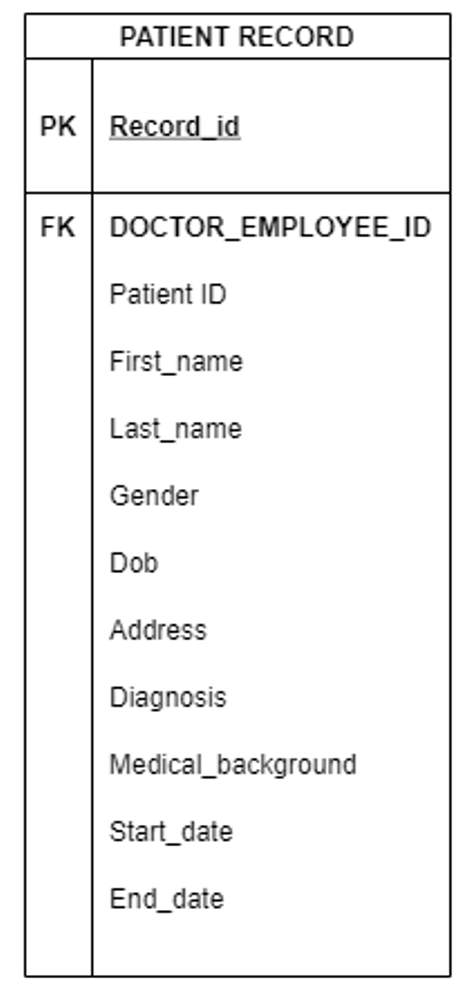 PATIENT RECORD
PK Record_id
FK DOCTOR_EMPLOYEE_ID
Patient ID
First_name
Last_name
Gender
Dob
Address
Diagnosis
Medical_background
Start_date
End_date